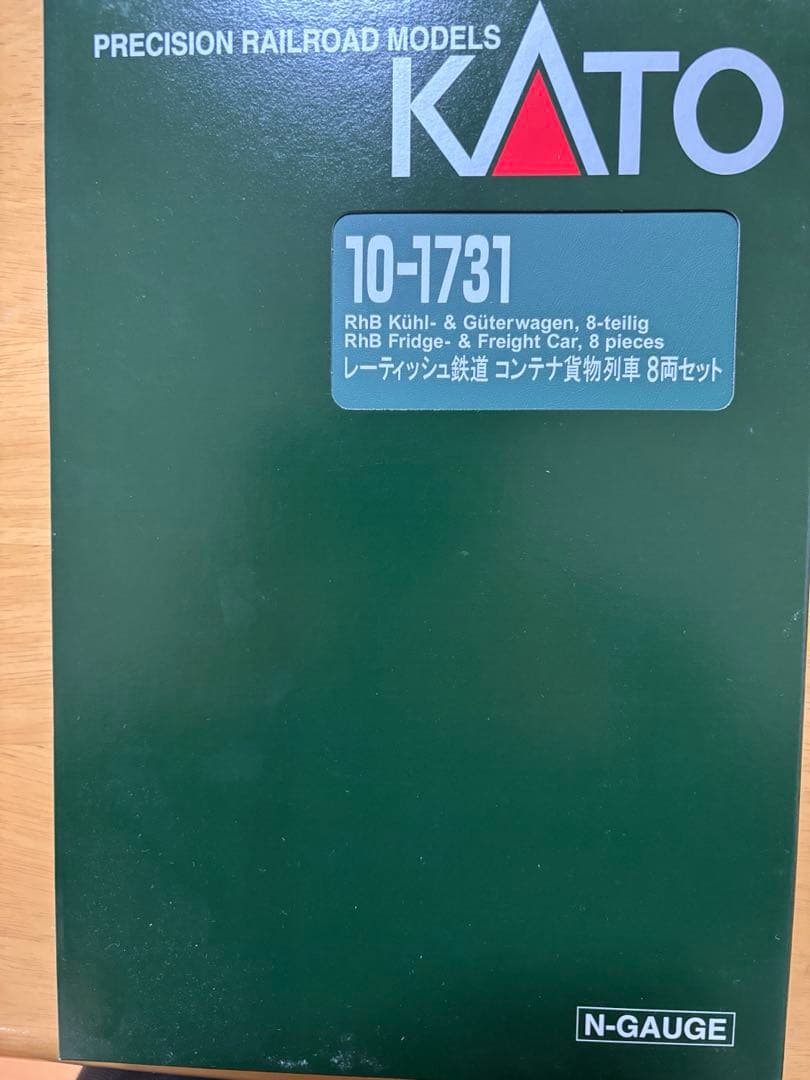 PRECISION RAILROAD MODELS
KATO
10-1731
RhB Kühl- & Güterwagen, 8-teilig
RhB Fridge- & Freight Car, 8 pieces
レーティッシュ鉄道 コンテナ貨物列車 8両セット
N-GAUGE